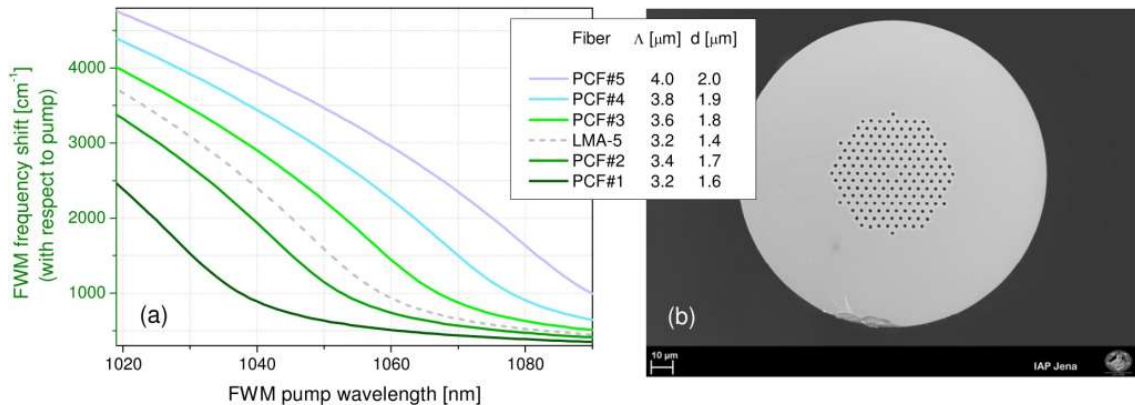 FWM frequency shift [cm⁻¹]
(with respect to pump)
4000
3000
2000
1000
1020
1040
1060
1080
FWM pump wavelength [nm]
(a)
Fiber Λ [μm] d [μm]
PCF#5 4.0 2.0
PCF#4 3.8 1.9
PCF#3 3.6 1.8
LMA-5 3.2 1.4
PCF#2 3.4 1.7
PCF#1 3.2 1.6
(b)
10 μm
IAP Jena